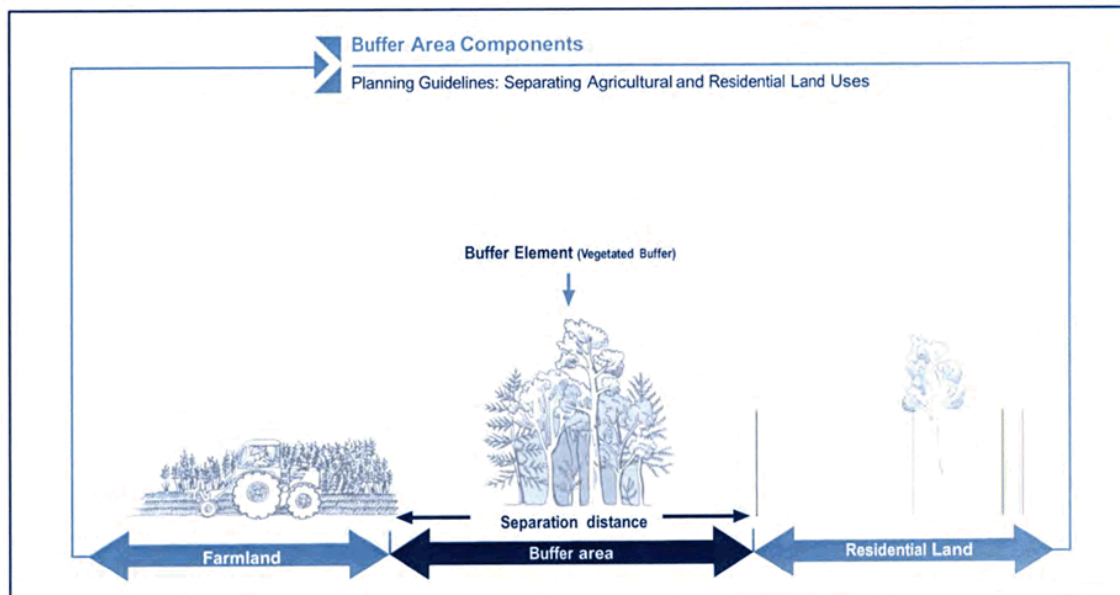 Buffer Area Components
Planning Guidelines: Separating Agricultural and Residential Land Uses
Buffer Element (Vegetated Buffer)
Separation distance
Farmland
Buffer area
Residential Land